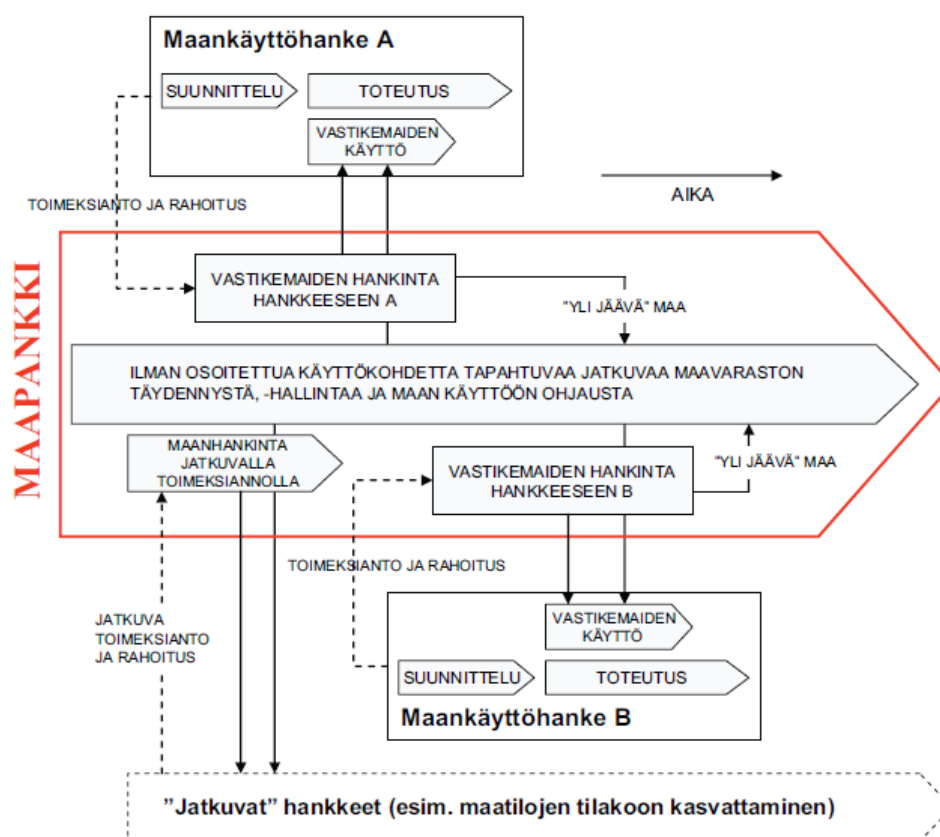 Maankäyttöhanke A
SUUNNITTELU
TOTEUTUS
VASTIKEMAIDEN
KÄYTTÖ
AIKA
TOIMEKSIANTO JA RAHOITUS
MAAPANKKI
VASTIKEMAIDEN HANKINTA
HANKKEESEEN A
"YLI JÄÄVÄ" MAA
ILMAN OSOITETTUA KÄYTTÖKOHDETTA TAPAHTUVAA JATKUVAA MAAVARASTON
TÄYDENNYSTÄ, -HALLINTAA JA MAAN KÄYTTÖÖN OHJAUSTA
MAANHANKINTA
JATKUVALLA
TOIMEKSIANNOLLA
VASTIKEMAIDEN HANKINTA
HANKKEESEEN B
"YLI JÄÄVÄ" MAA
TOIMEKSIANTO JA RAHOITUS
JATKUVA
TOIMEKSIANTO
JA RAHOITUS
VASTIKEMAIDEN
KÄYTTÖ
SUUNNITTELU
TOTEUTUS
Maankäyttöhanke B
"Jatkuvat" hankkeet (esim. maatilojen tilakoon kasvattaminen)